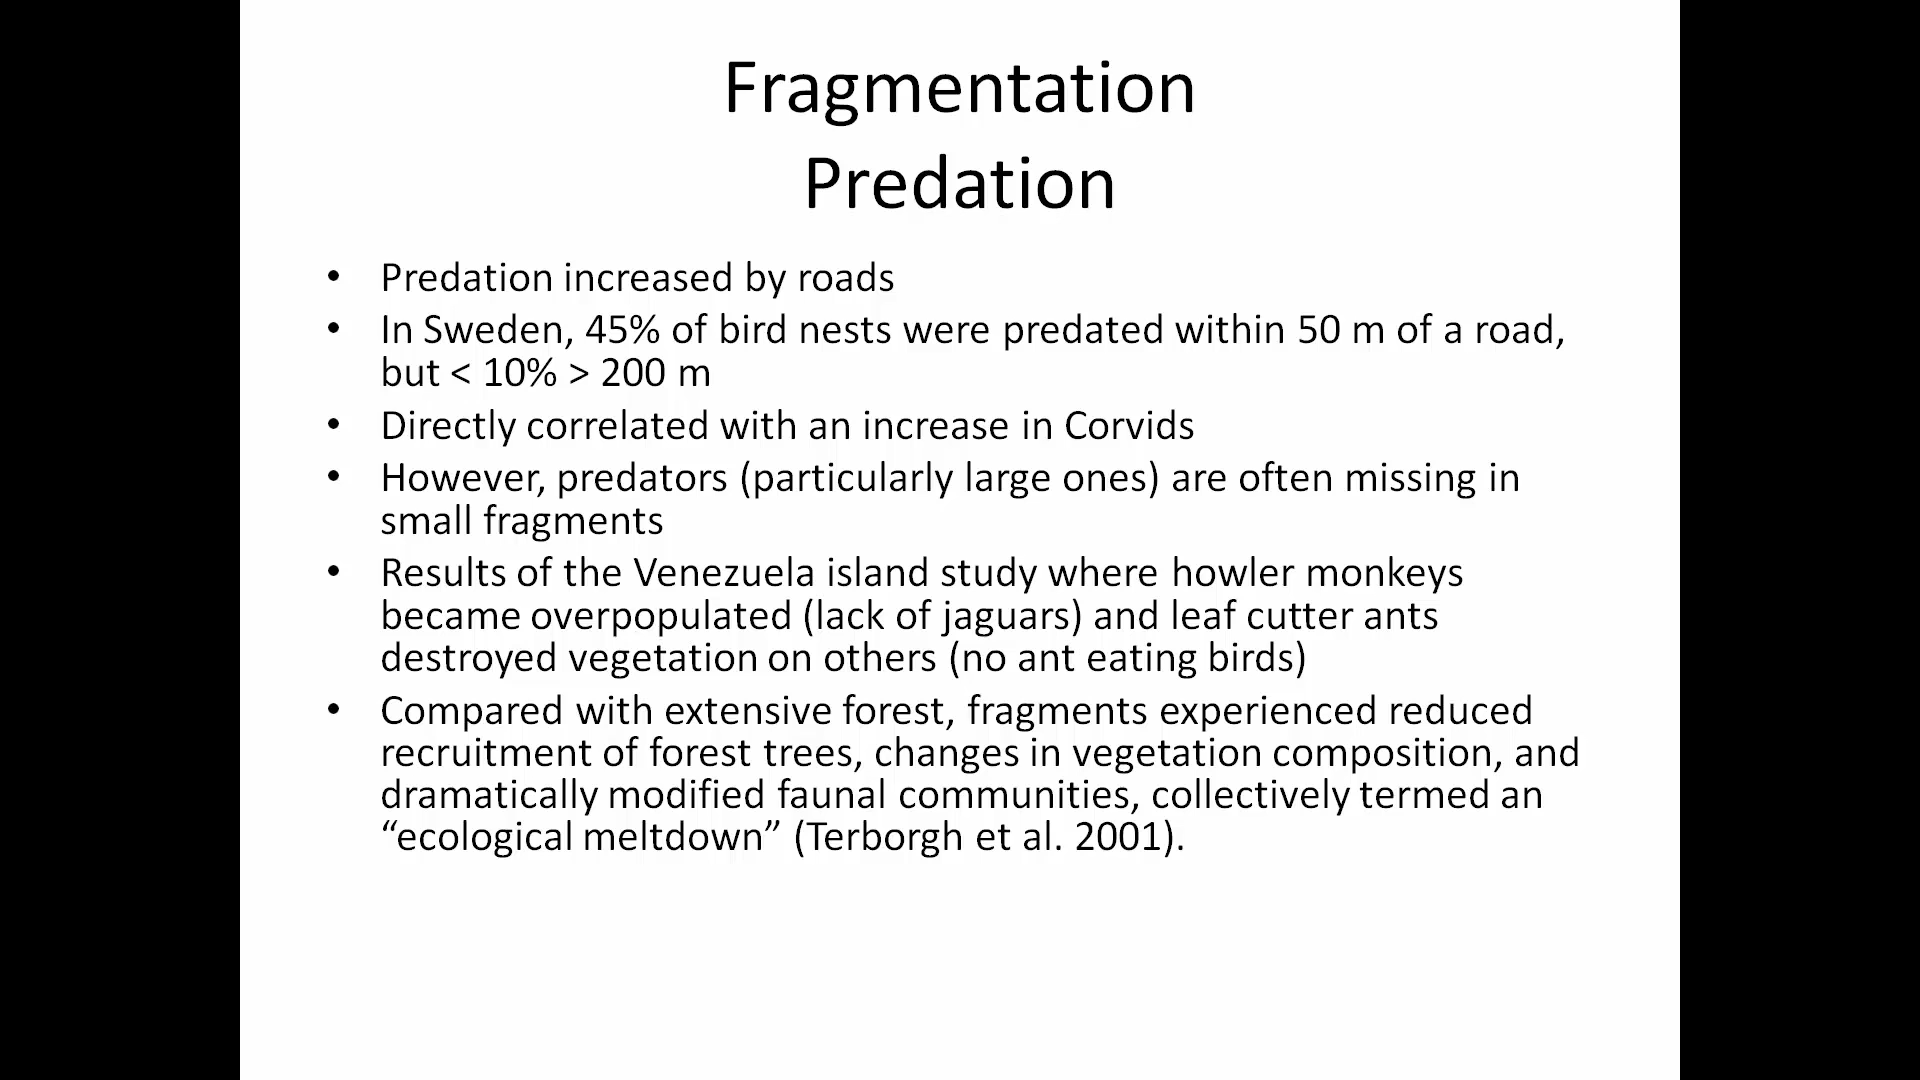 Fragmentation
Predation
• Predation increased by roads
• In Sweden, 45% of bird nests were predated within 50 m of a road,
but < 10% > 200 m
• Directly correlated with an increase in Corvids
• However, predators (particularly large ones) are often missing in
small fragments
• Results of the Venezuela island study where howler monkeys
became overpopulated (lack of jaguars) and leaf cutter ants
destroyed vegetation on others (no ant eating birds)
• Compared with extensive forest, fragments experienced reduced
recruitment of forest trees, changes in vegetation composition, and
dramatically modified faunal communities, collectively termed an
“ecological meltdown” (Terborgh et al. 2001).